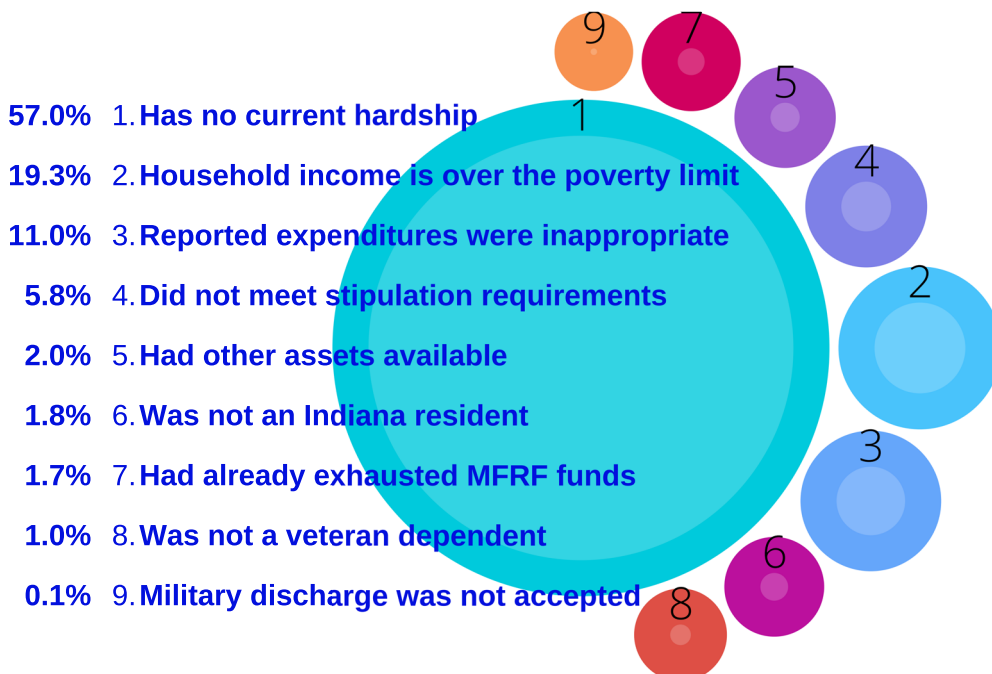 9 7
5
1
57.0% 1. Has no current hardship
4
19.3% 2. Household income is over the poverty limit
11.0% 3. Reported expenditures were inappropriate
2
5.8% 4. Did not meet stipulation requirements
2.0% 5. Had other assets available
1.8% 6. Was not an Indiana resident
3
1.7% 7. Had already exhausted MFRF funds
1.0% 8. Was not a veteran dependent
6
0.1% 9. Military discharge was not accepted
8